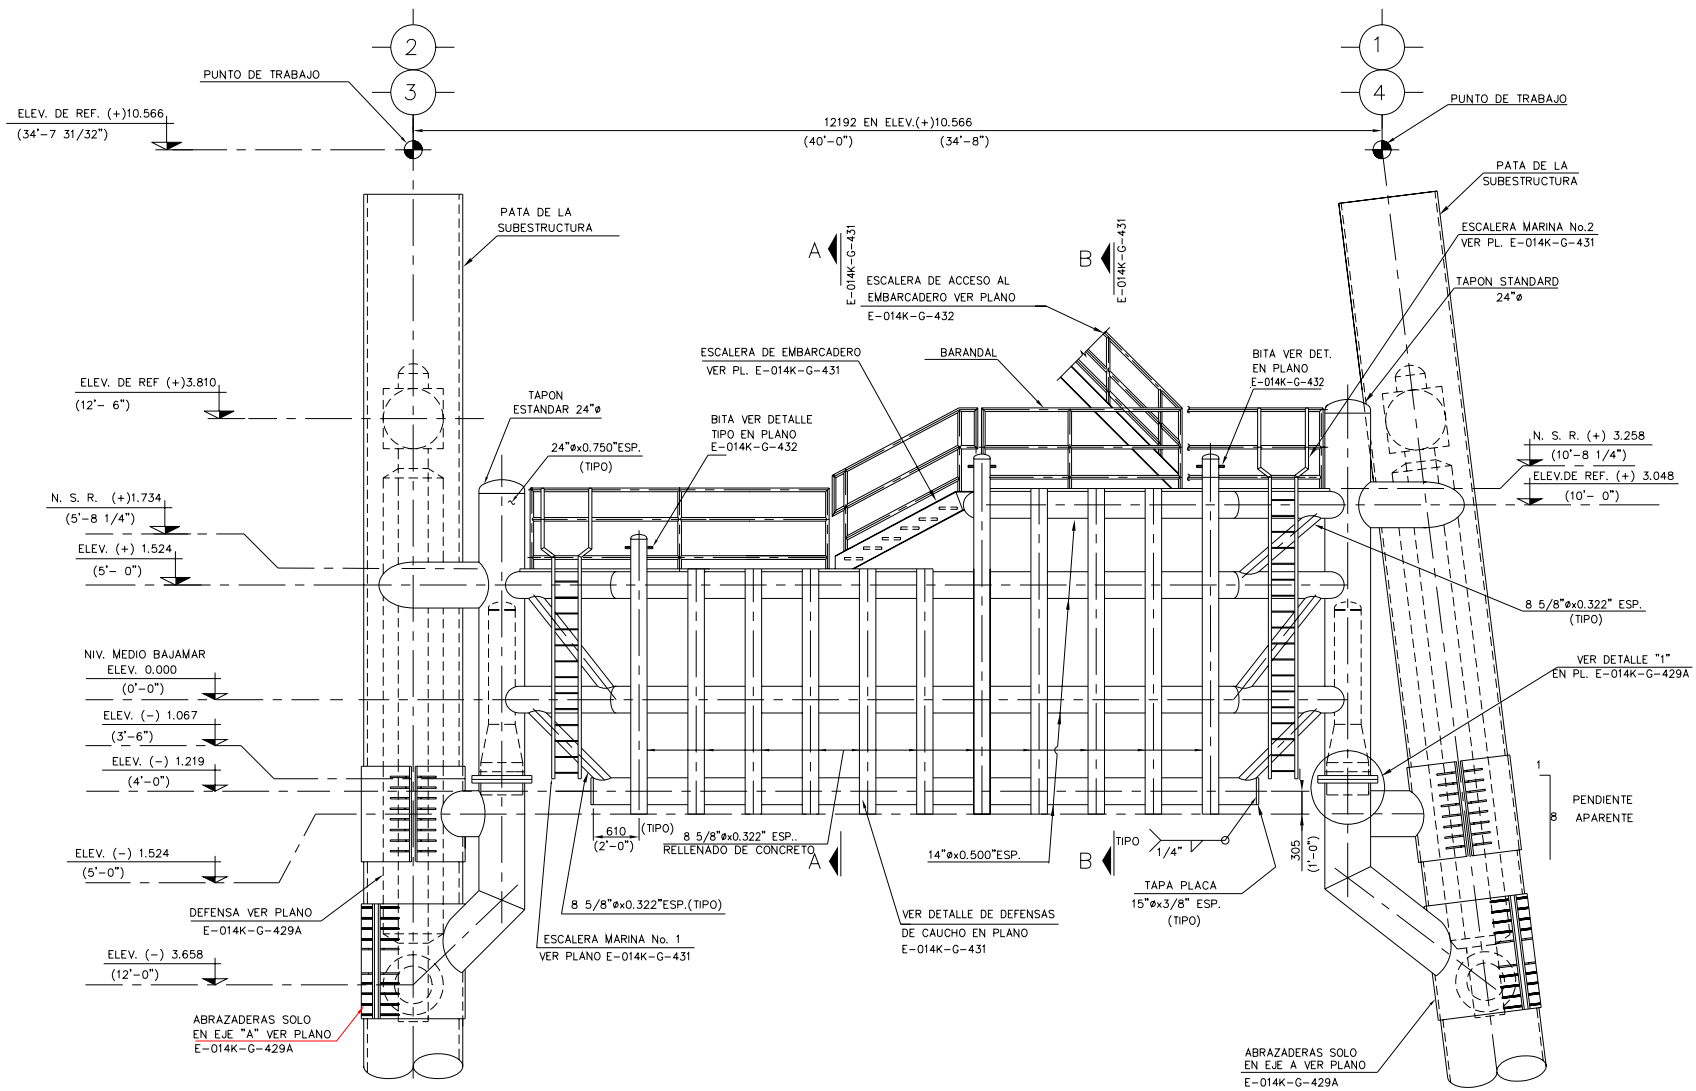 2
1
3
4
PUNTO DE TRABAJO
PUNTO DE TRABAJO
ELEV. DE REF. (+)10.566
(34'-7 31/32")
12192 EN ELEV.(+)10.566
(40'-0") (34'-8")
PATA DE LA
SUBESTRUCTURA
PATA DE LA
SUBESTRUCTURA
A
E-014K-G-431
B
E-014K-G-431
ESCALERA MARINA No.2
VER PL. E-014K-G-431
ESCALERA DE ACCESO AL
EMBARCADERO VER PLANO
E-014K-G-432
TAPON STANDARD
24"ø
ESCALERA DE EMBARCADERO
VER PL. E-014K-G-431
BARANDAL
BITA VER DET.
EN PLANO
E-014K-G-432
ELEV. DE REF (+)3.810
(12'- 6")
TAPON
ESTANDAR 24"ø
BITA VER DETALLE
TIPO EN PLANO
E-014K-G-432
24"øx0.750"ESP.
(TIPO)
N. S. R. (+) 3.258
(10'-8 1/4")
ELEV.DE REF. (+) 3.048
(10'- 0")
N. S. R. (+)1.734
(5'-8 1/4")
ELEV. (+) 1.524
(5'- 0")
8 5/8"øx0.322" ESP.
(TIPO)
NIV. MEDIO BAJAMAR
ELEV. 0.000
(0'-0")
VER DETALLE "1"
EN PL. E-014K-G-429A
ELEV. (-) 1.067
(3'-6")
ELEV. (-) 1.219
(4'-0")
1
8
PENDIENTE
APARENTE
610
(2'-0")
(TIPO)
8 5/8"øx0.322" ESP..
RELLENADO DE CONCRETO
A
14"øx0.500"ESP.
B
TIPO
1/4"
305
(1'-0")
ELEV. (-) 1.524
(5'-0")
TAPA PLACA
15"øx3/8" ESP.
(TIPO)
DEFENSA VER PLANO
E-014K-G-429A
8 5/8"øx0.322"ESP.(TIPO)
VER DETALLE DE DEFENSAS
DE CAUCHO EN PLANO
E-014K-G-431
ESCALERA MARINA No. 1
VER PLANO E-014K-G-431
ELEV. (-) 3.658
(12'-0")
ABRAZADERAS SOLO
EN EJE "A" VER PLANO
E-014K-G-429A
ABRAZADERAS SOLO
EN EJE A VER PLANO
E-014K-G-429A